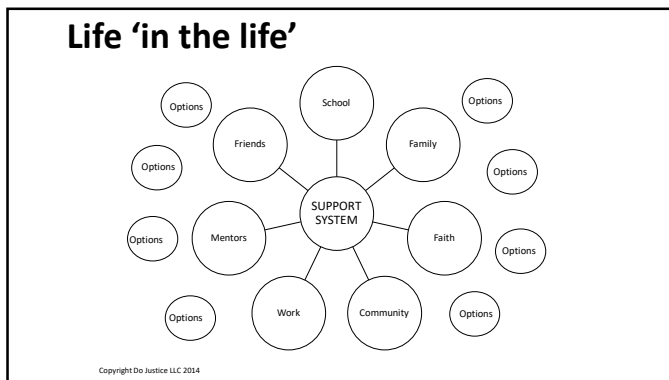 Life ‘in the life’
Options
School
Options
Friends
Family
Options
Options
SUPPORT
SYSTEM
Options
Mentors
Faith
Options
Options
Work
Community
Options
Copyright Do Justice LLC 2014